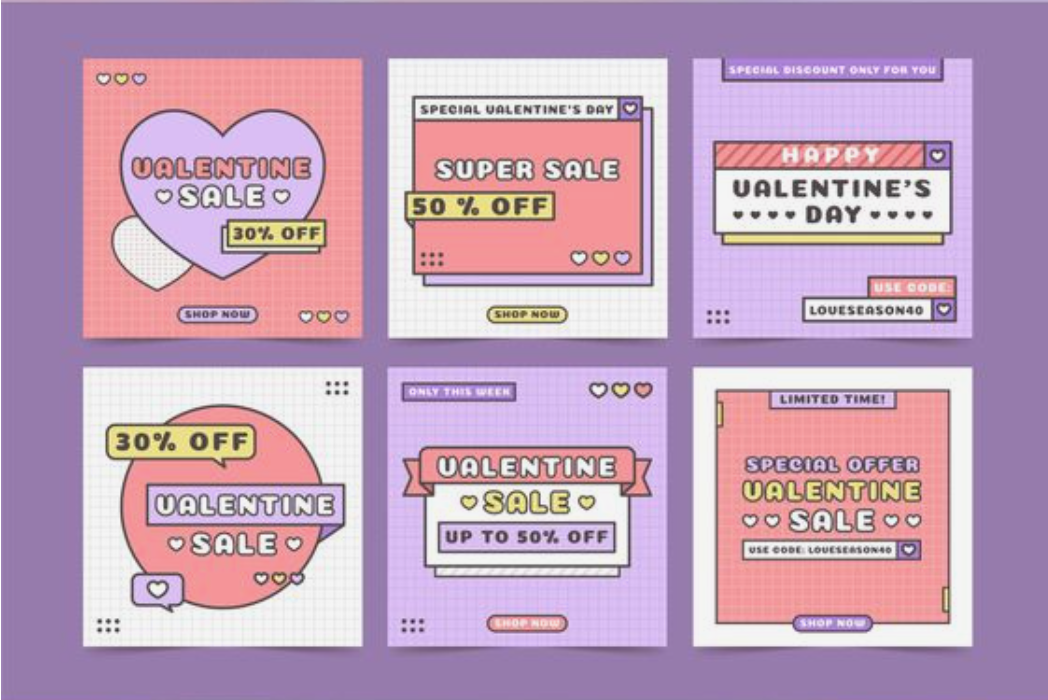 VALENTINE
SALE
30% OFF
SHOP NOW
SPECIAL VALENTINE'S DAY
SUPER SALE
50 % OFF
SHOP NOW
SPECIAL DISCOUNT ONLY FOR YOU
HAPPY
VALENTINE'S
DAY
USE CODE:
LOVESEASON40
30% OFF
VALENTINE
SALE
ONLY THIS WEEK
VALENTINE
SALE
UP TO 50% OFF
SHOP NOW
LIMITED TIME!
SPECIAL OFFER
VALENTINE
SALE
USE CODE: LOVESEASON40
SHOP NOW